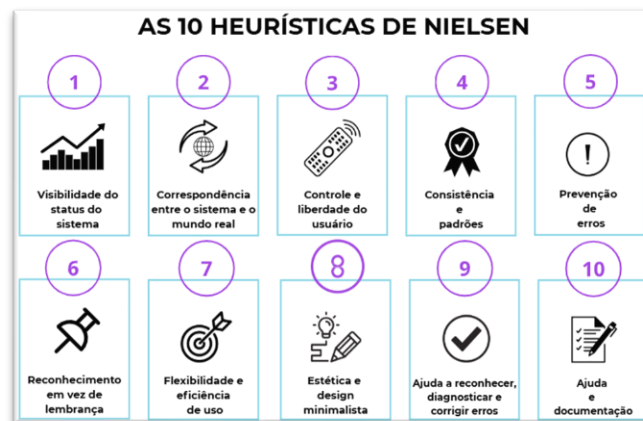 AS 10 HEURÍSTICAS DE NIELSEN
1
Visibilidade do
status do
sistema
2
Correspondência
entre o sistema e o
mundo real
3
Controle e
liberdade do
usuário
4
Consistência
e
padrões
5
Prevenção
de
erros
6
Reconhecimento
em vez de
lembrança
7
Flexibilidade e
eficiência
de uso
8
Estética e
design
minimalista
9
Ajuda a reconhecer,
diagnosticar e
corrigir erros
10
Ajuda
e
documentação